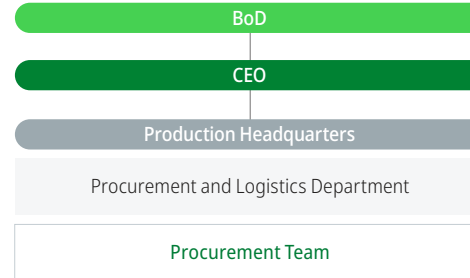 BoD
CEO
Production Headquarters
Procurement and Logistics Department
Procurement Team